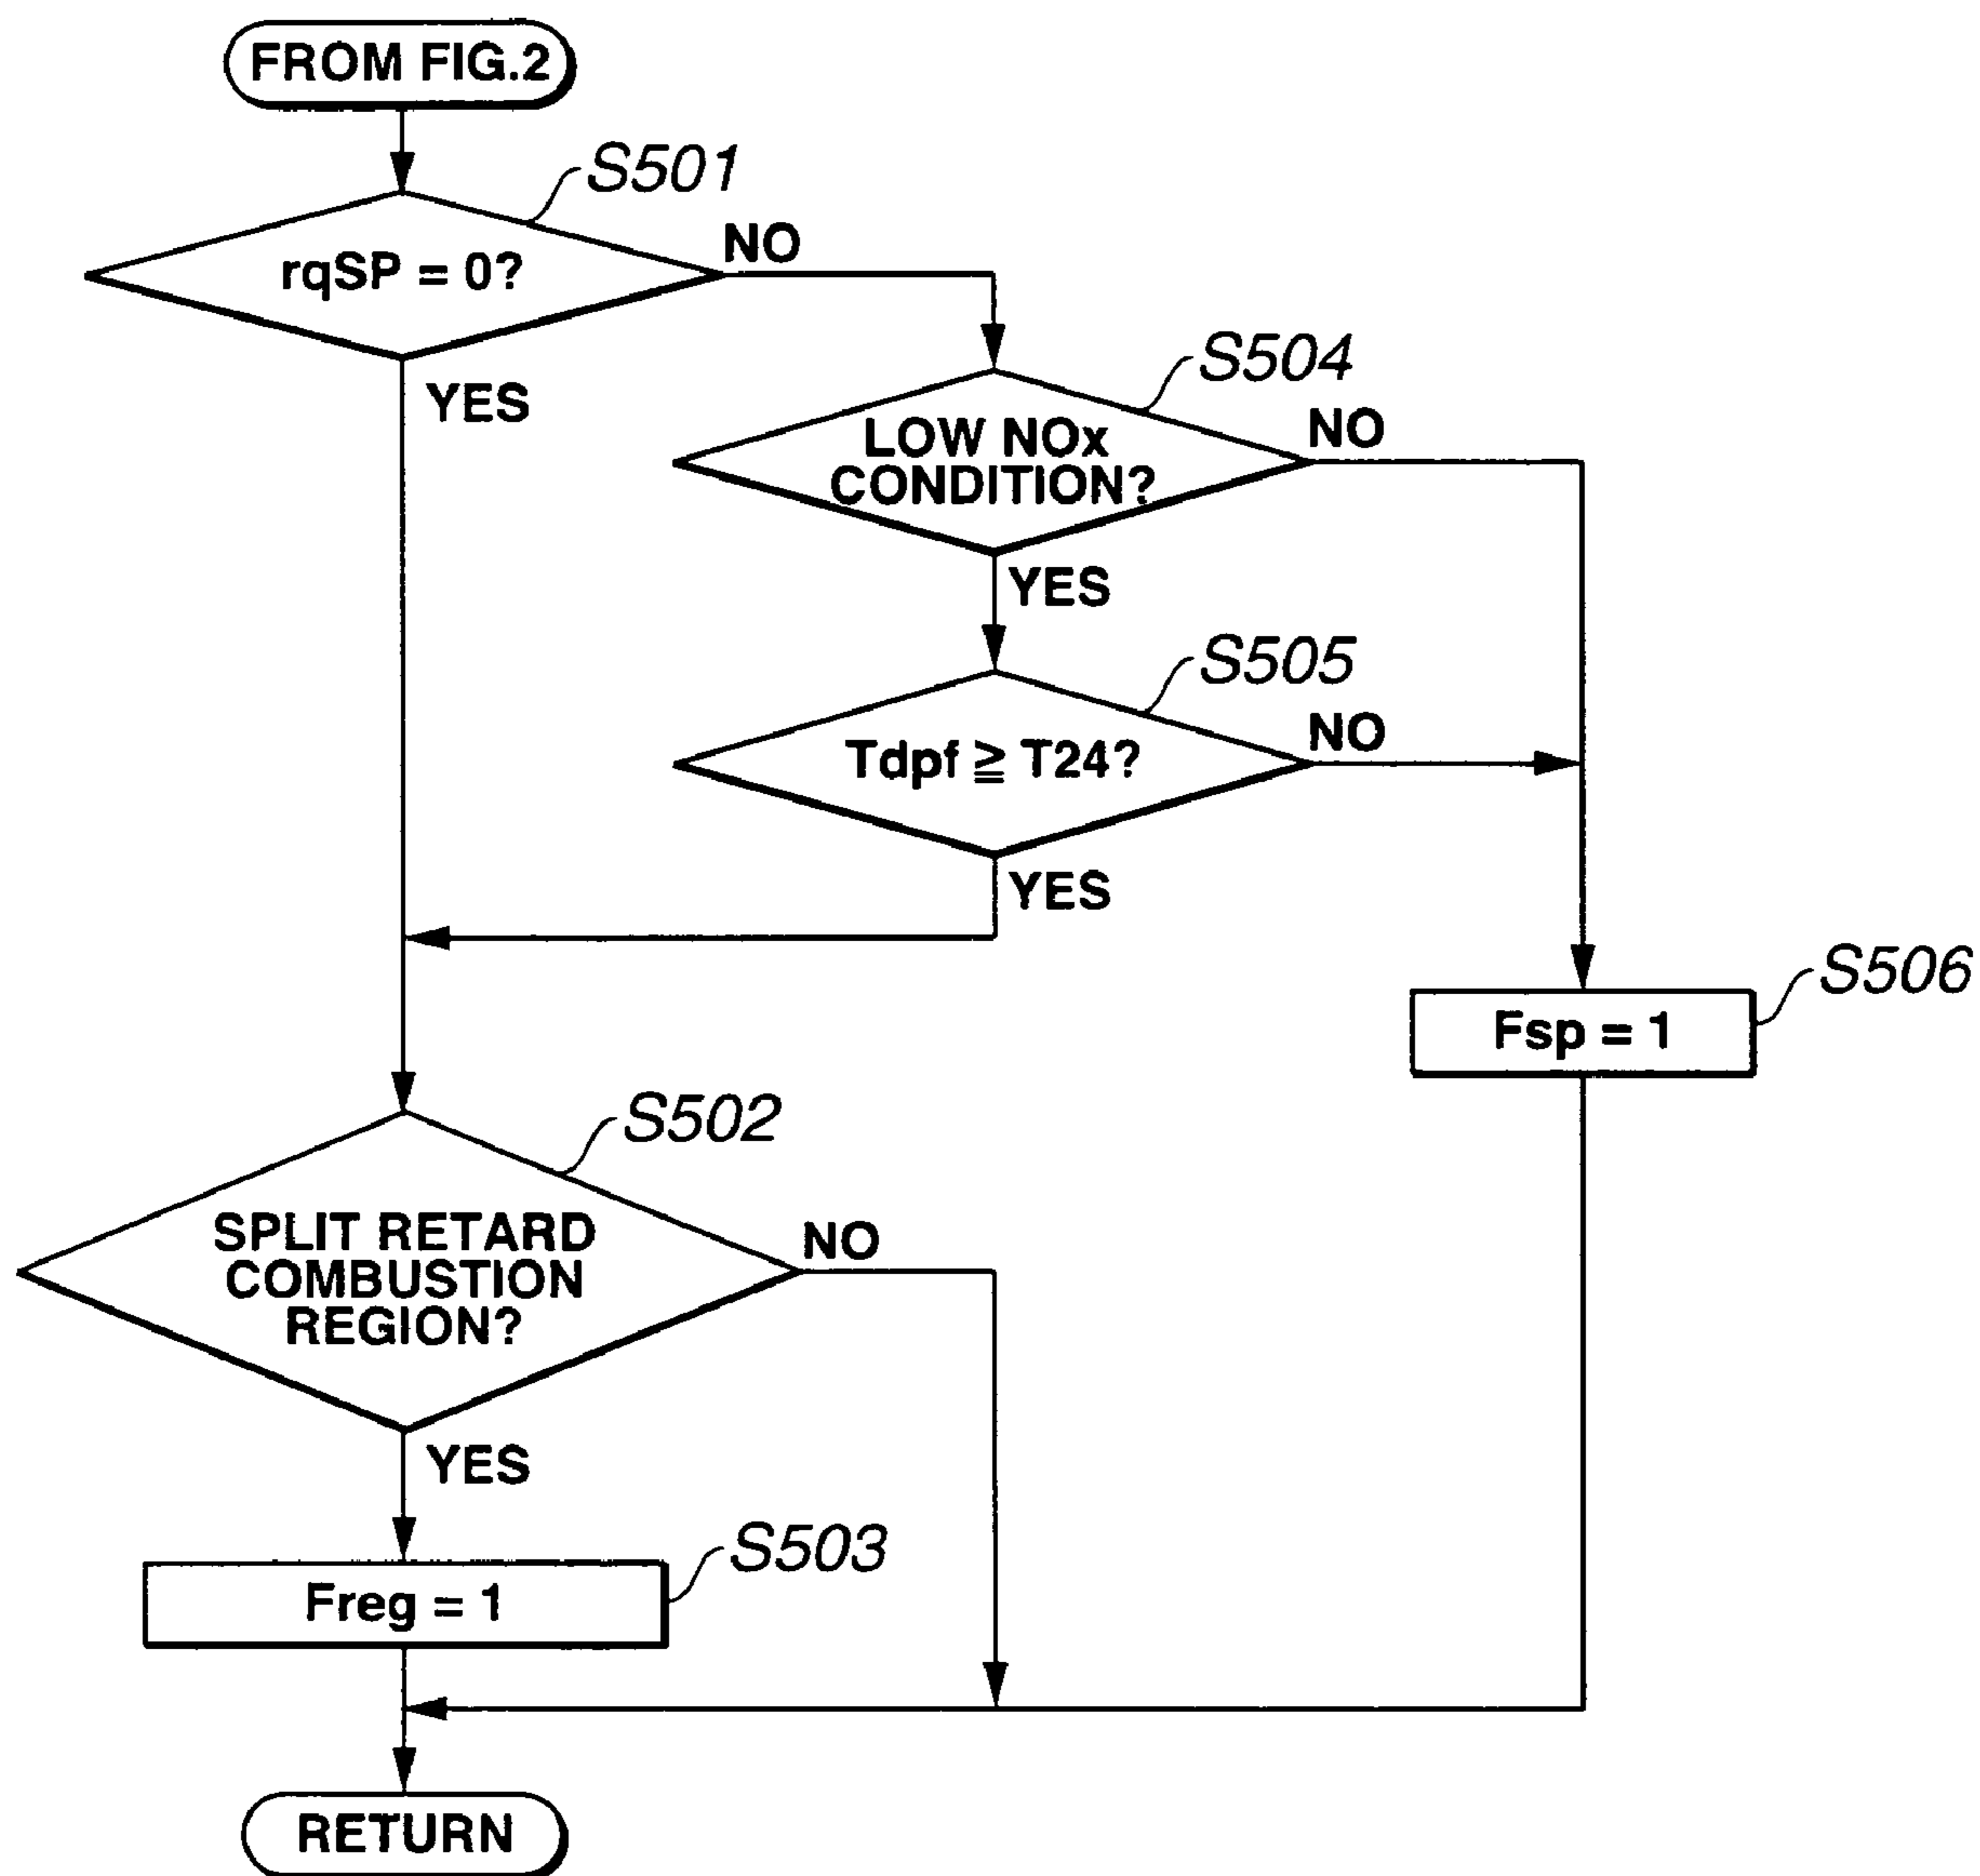 FROM FIG.2
S501
rqSP = 0?
NO
YES
S504
LOW NOx
CONDITION?
NO
YES
S505
Tdpf ≧ T24?
NO
YES
S506
Fsp = 1
S502
SPLIT RETARD
COMBUSTION
REGION?
NO
YES
S503
Freg = 1
RETURN